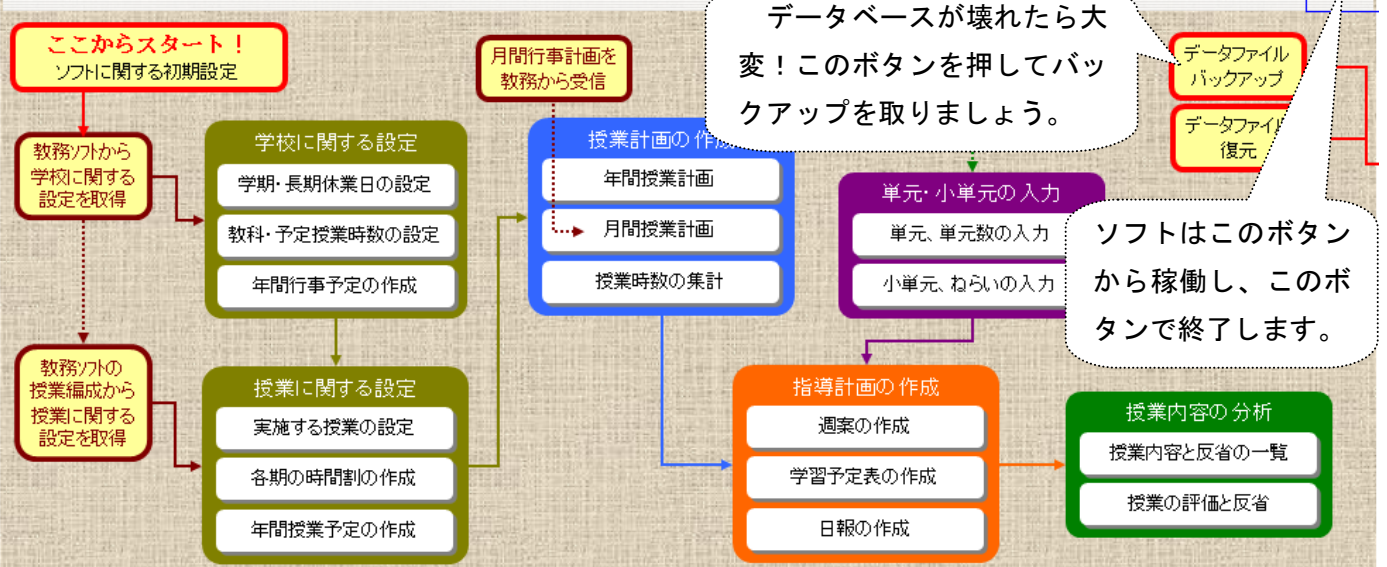 ここからスタート！
ソフトに関する初期設定
月間行事計画を
教務から受信
データベースが壊れたら大
変！このボタンを押してバッ
クアップを取りましょう。
データファイル
バックアップ
データファイル
復元
教務ソフトから
学校に関する
設定を取得
学校に関する設定
学期・長期休業日の設定
教科・予定授業時数の設定
年間行事予定の作成
授業計画の作成
年間授業計画
月間授業計画
授業時数の集計
単元・小単元の入力
単元、単元数の入力
小単元、ねらいの入力
ソフトはこのボタン
から稼働し、このボ
タンで終了します。
教務ソフトの
授業編成から
授業に関する
設定を取得
授業に関する設定
実施する授業の設定
各期の時間割の作成
年間授業予定の作成
指導計画の作成
週案の作成
学習予定表の作成
日報の作成
授業内容の分析
授業内容と反省の一覧
授業の評価と反省